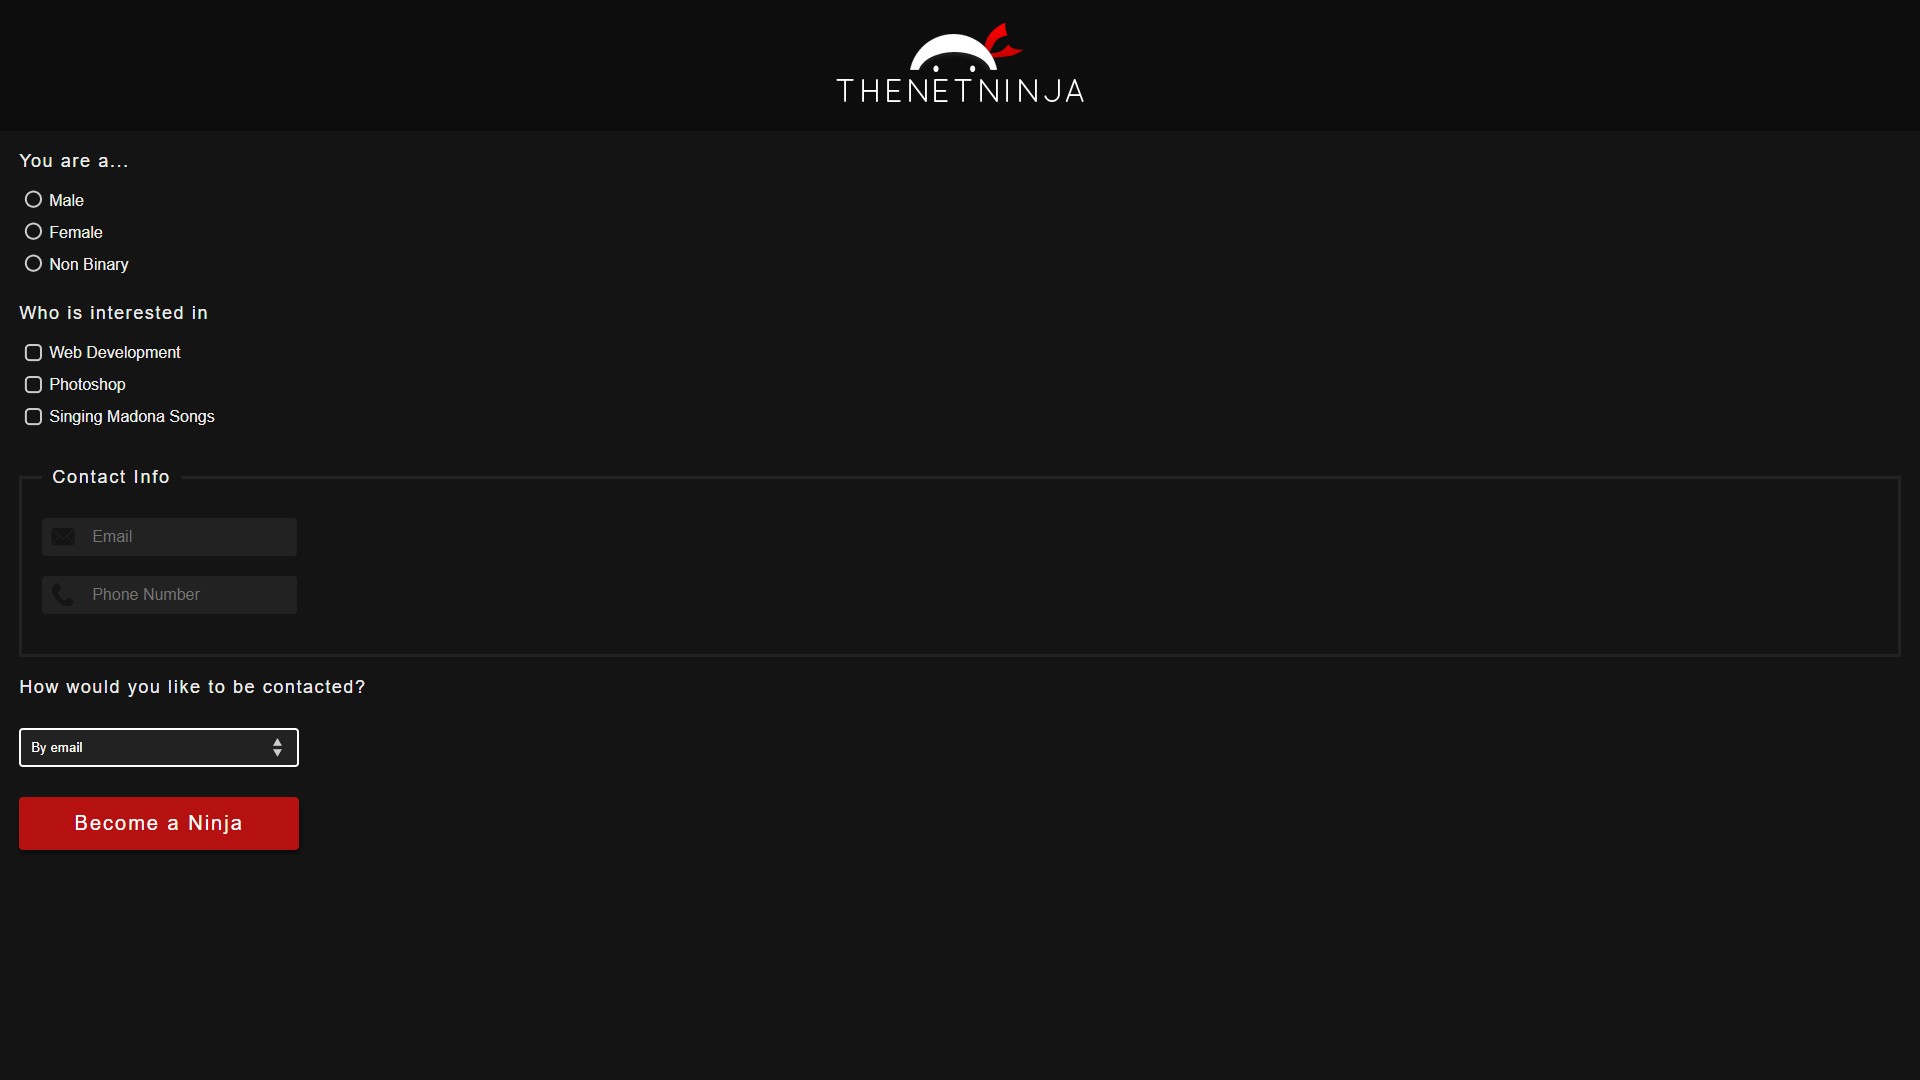 THENETNINJA
You are a...
Male
Female
Non Binary
Who is interested in
Web Development
Photoshop
Singing Madona Songs
Contact Info
Email
Phone Number
How would you like to be contacted?
By email
Become a Ninja